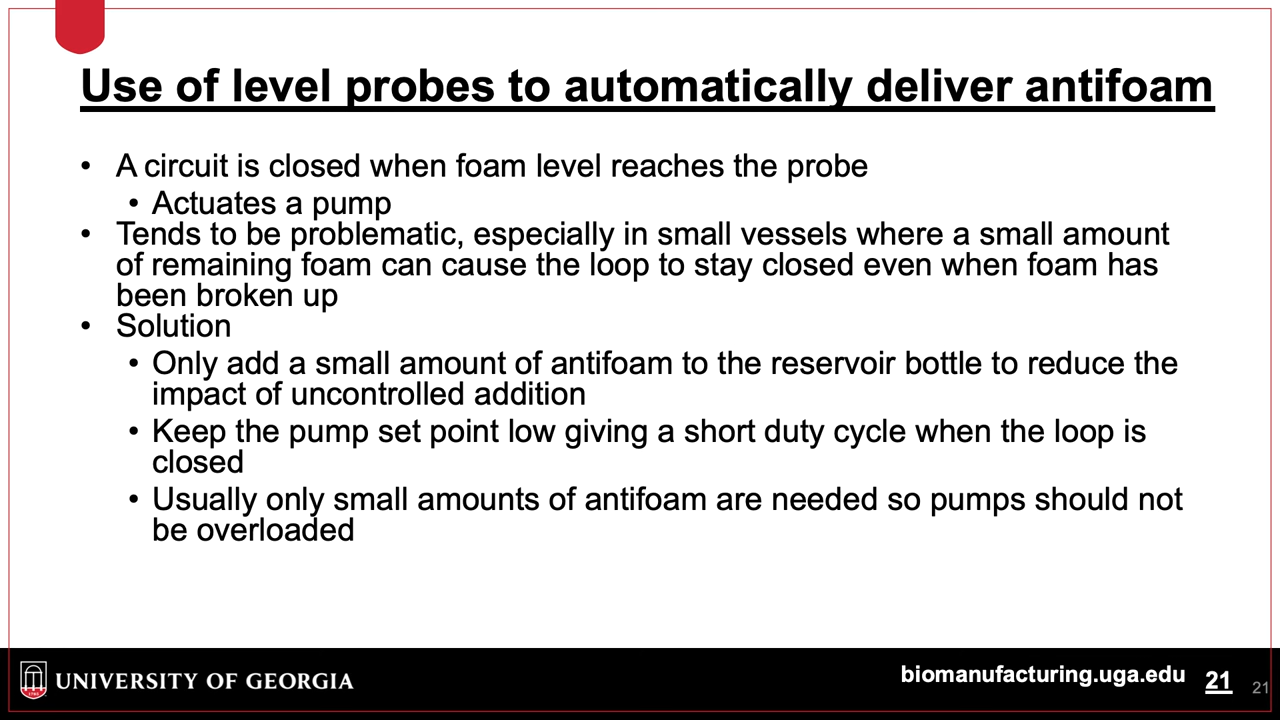 Use of level probes to automatically deliver antifoam
• A circuit is closed when foam level reaches the probe
• Actuates a pump
• Tends to be problematic, especially in small vessels where a small amount
of remaining foam can cause the loop to stay closed even when foam has
been broken up
• Solution
• Only add a small amount of antifoam to the reservoir bottle to reduce the
impact of uncontrolled addition
• Keep the pump set point low giving a short duty cycle when the loop is
closed
• Usually only small amounts of antifoam are needed so pumps should not
be overloaded
UNIVERSITY OF GEORGIA
biomanufacturing.uga.edu
21
21